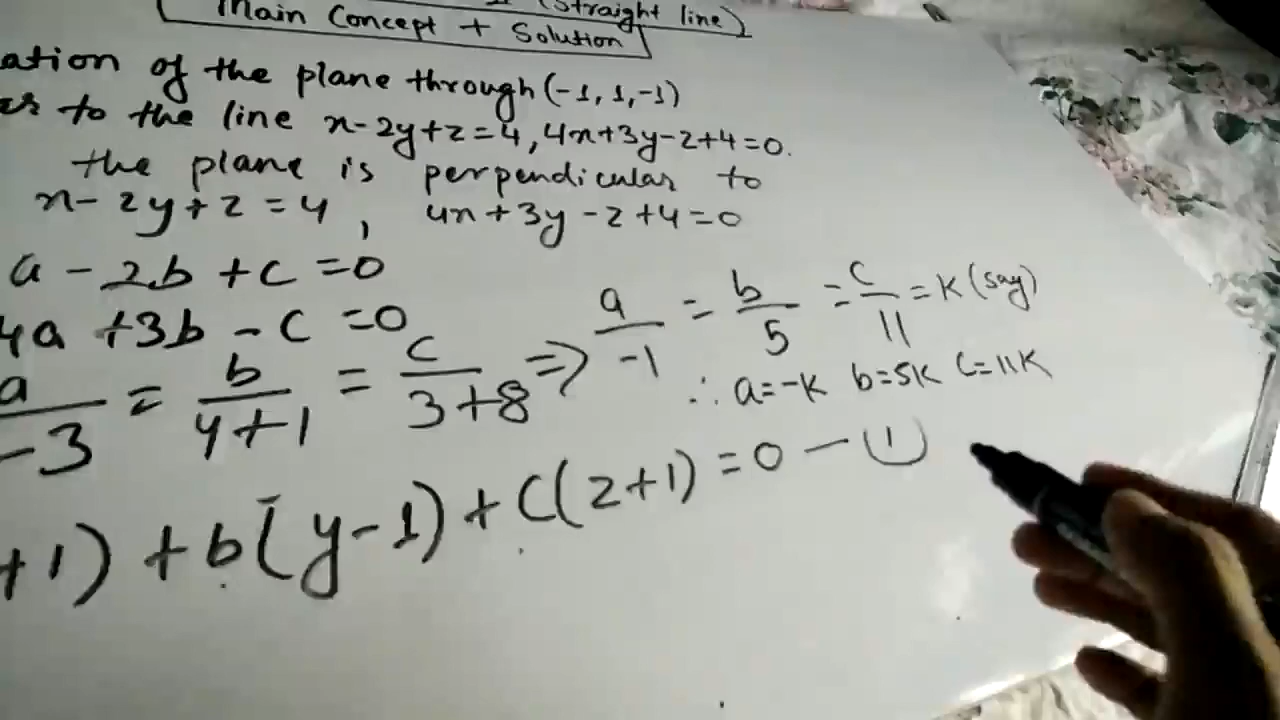 (Straight line)
Main Concept + Solution
ation of the plane through (-1, 1, -1)
to the line x-2y+z=4, 4x+3y-z+4=0.
the plane is perpendicular to
x-2y+z=4, 4x+3y-z+4=0
a-2b+c=0
4a+3b-c=0
a/-3 = b/4+1 = c/3+8 => a/-1 = b/5 = c/11 = K (say)
∴ a=-K b=5K C=11K
+1) + b(y-1) + C(z+1) = 0 - (1)